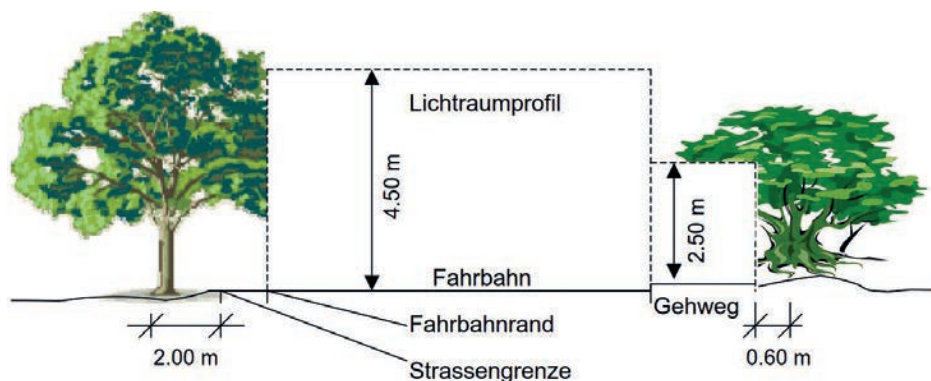 Lichtraumprofil
4.50 m
2.50 m
Fahrbahn
Gehweg
Fahrbahnrand
2.00 m
0.60 m
Strassengrenze